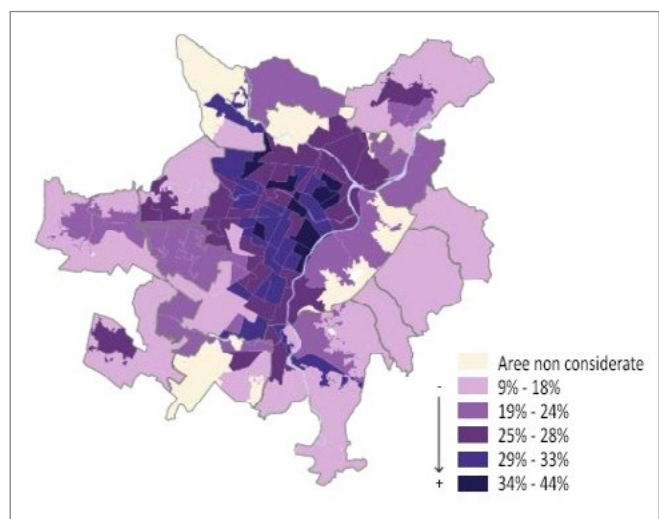 Aree non considerate
- 9% - 18%
19% - 24%
25% - 28%
29% - 33%
+ 34% - 44%